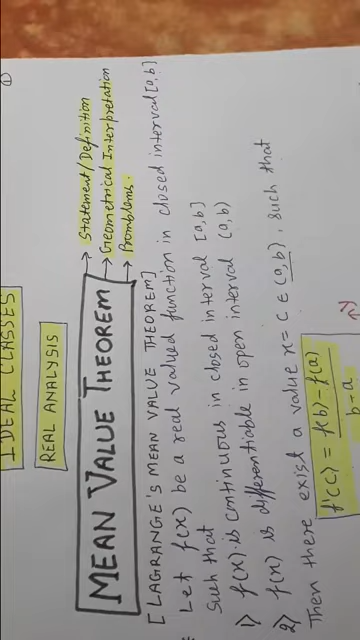 IDEAL CLASSES
REAL ANALYSIS
MEAN VALUE THEOREM
→ Statement/Definition
→ Geometrical Interpretation
→ Promblems.
[LAGRANGE'S MEAN VALUE THEOREM]
Let f(x) be a real valued function in closed interval [a,b]
Such that
1) f(x) is continuous in closed interval [a,b]
2) f(x) is differentiable in open interval (a,b)
Then there exist a value x = c ∈ (a,b), such that
f'(c) = f(b) - f(a)
b-a